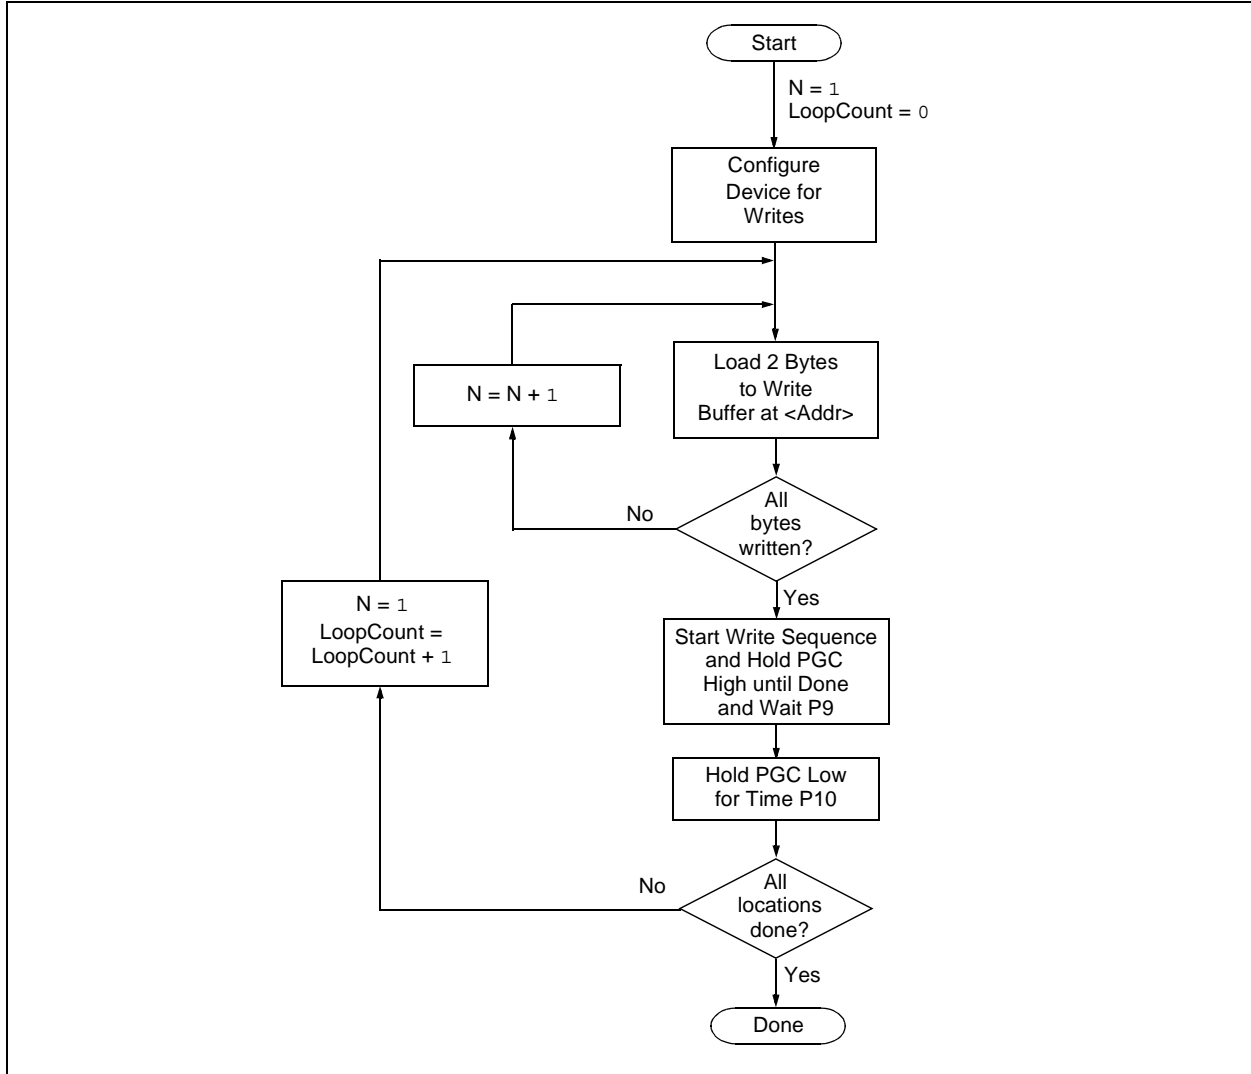 Start
N = 1
LoopCount = 0
Configure
Device for
Writes
Load 2 Bytes
to Write
Buffer at <Addr>
N = N + 1
All
bytes
written?
No
Yes
N = 1
LoopCount =
LoopCount + 1
Start Write Sequence
and Hold PGC
High until Done
and Wait P9
Hold PGC Low
for Time P10
No
All
locations
done?
Yes
Done